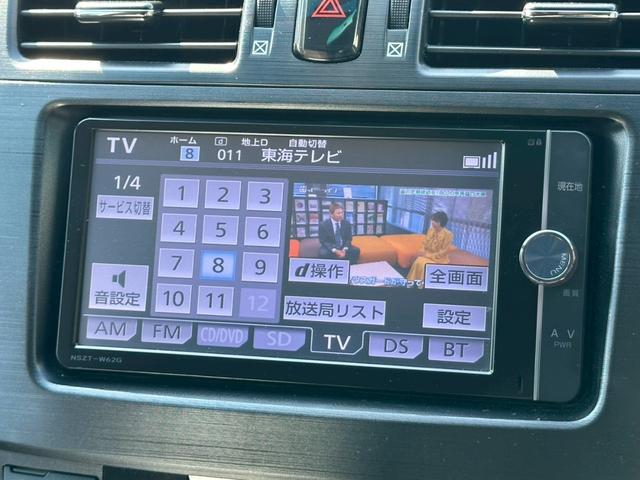 TV ホーム 8 d 011 地上D 自動切替 東海テレビ
1/4
サービス切替
1 2 3
4 5 6
7 8 9
10 11 12
音設定
d操作
全画面
放送局リスト
設定
AM FM CD/DVD SD TV DS BT
NSZT-W62G
現在地
MENU
画質
AV
PWR